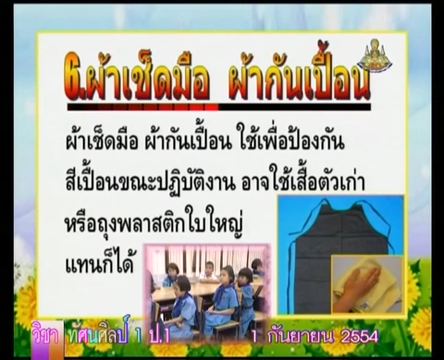 6.ผ้าเช็ดมือ ผ้ากันเปื้อน
ผ้าเช็ดมือ ผ้ากันเปื้อน ใช้เพื่อป้องกัน
สีเปื้อนขณะปฏิบัติงาน อาจใช้เสื้อตัวเก่า
หรือถุงพลาสติกใบใหญ่
แทนก็ได้
วิชา ทัศนศิลป์ 1 ป.1
1 กันยายน 2554